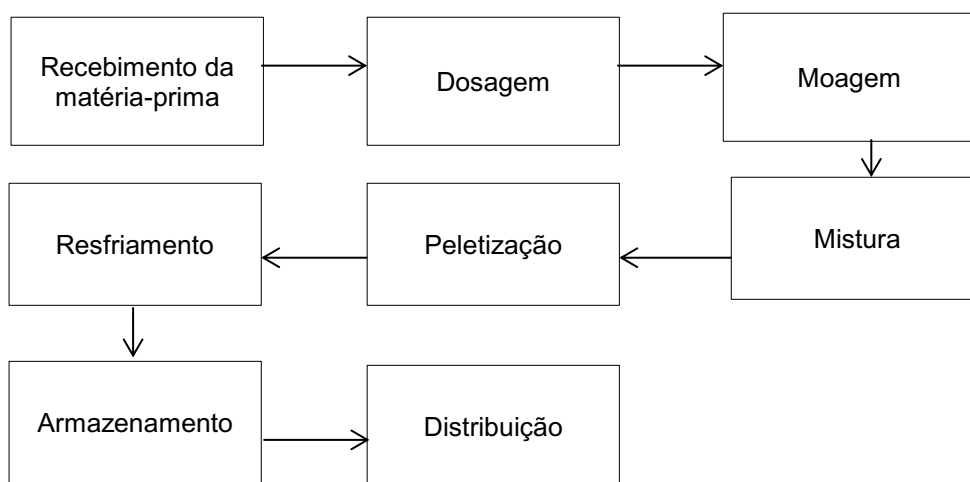 Recebimento da
matéria-prima
Dosagem
Moagem
Mistura
Peletização
Resfriamento
Armazenamento
Distribuição